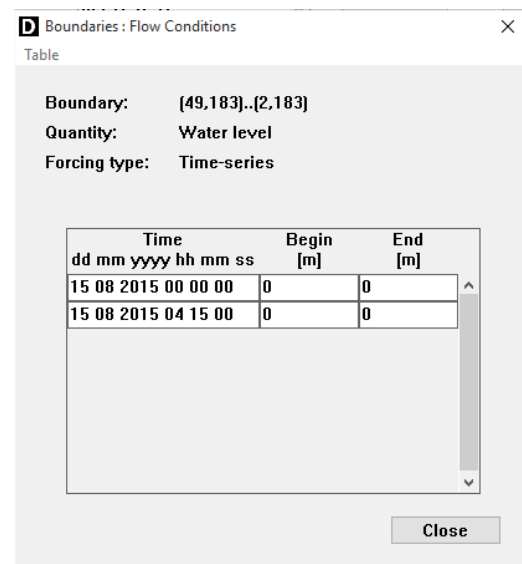 D Boundaries : Flow Conditions
Table
Boundary: (49,183)..(2,183)
Quantity: Water level
Forcing type: Time-series
Time Begin End
dd mm yyyy hh mm ss [m] [m]
15 08 2015 00 00 00 0 0
15 08 2015 04 15 00 0 0
Close